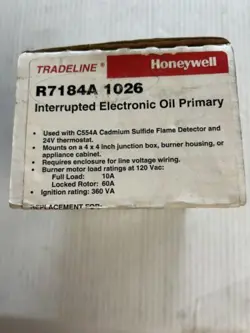 TRADELINE® Honeywell
R7184A 1026
Interrupted Electronic Oil Primary
• Used with C554A Cadmium Sulfide Flame Detector and
24V thermostat.
• Mounts on a 4 x 4 inch junction box, burner housing, or
appliance cabinet.
• Requires enclosure for line voltage wiring.
• Burner motor load ratings at 120 Vac:
Full Load: 10A
Locked Rotor: 60A
• Ignition rating: 360 VA
REPLACEMENT FOR: